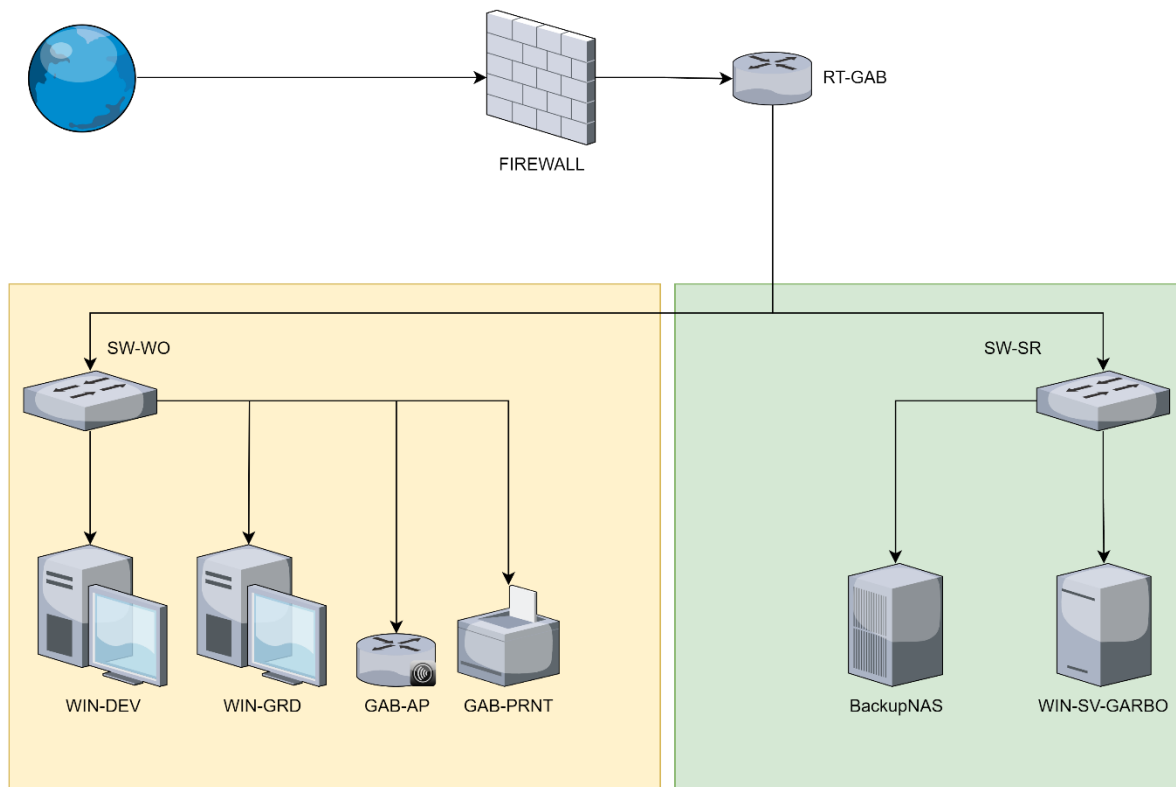 RT-GAB
FIREWALL
SW-WO
SW-SR
WIN-DEV
WIN-GRD
GAB-AP
GAB-PRNT
BackupNAS
WIN-SV-GARBO